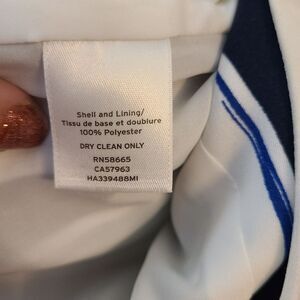 Shell and Lining/
Tissu de base et doublure
100% Polyester
DRY CLEAN ONLY
RN58665
CA57963
HA339488MI